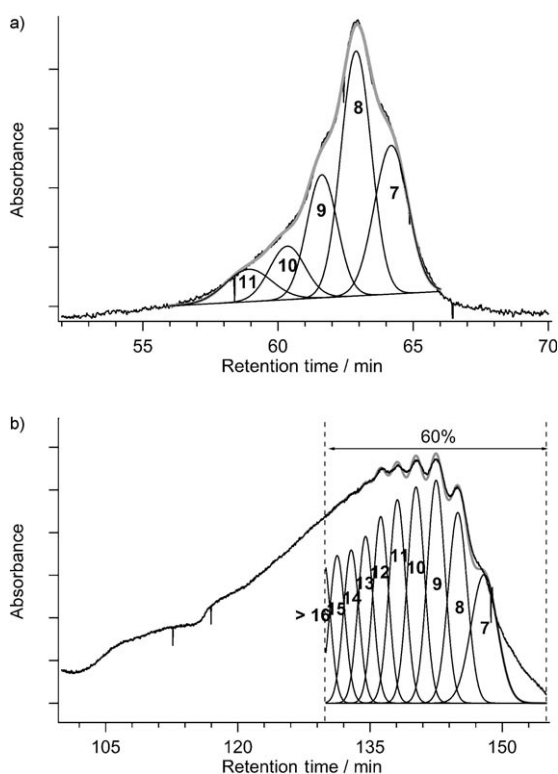 a)
Absorbance
8
7
9
10
11
55 60 65 70
Retention time / min
b)
60%
Absorbance
> 16 15 14 13 12 11 10 9 8 7
105 120 135 150
Retention time / min